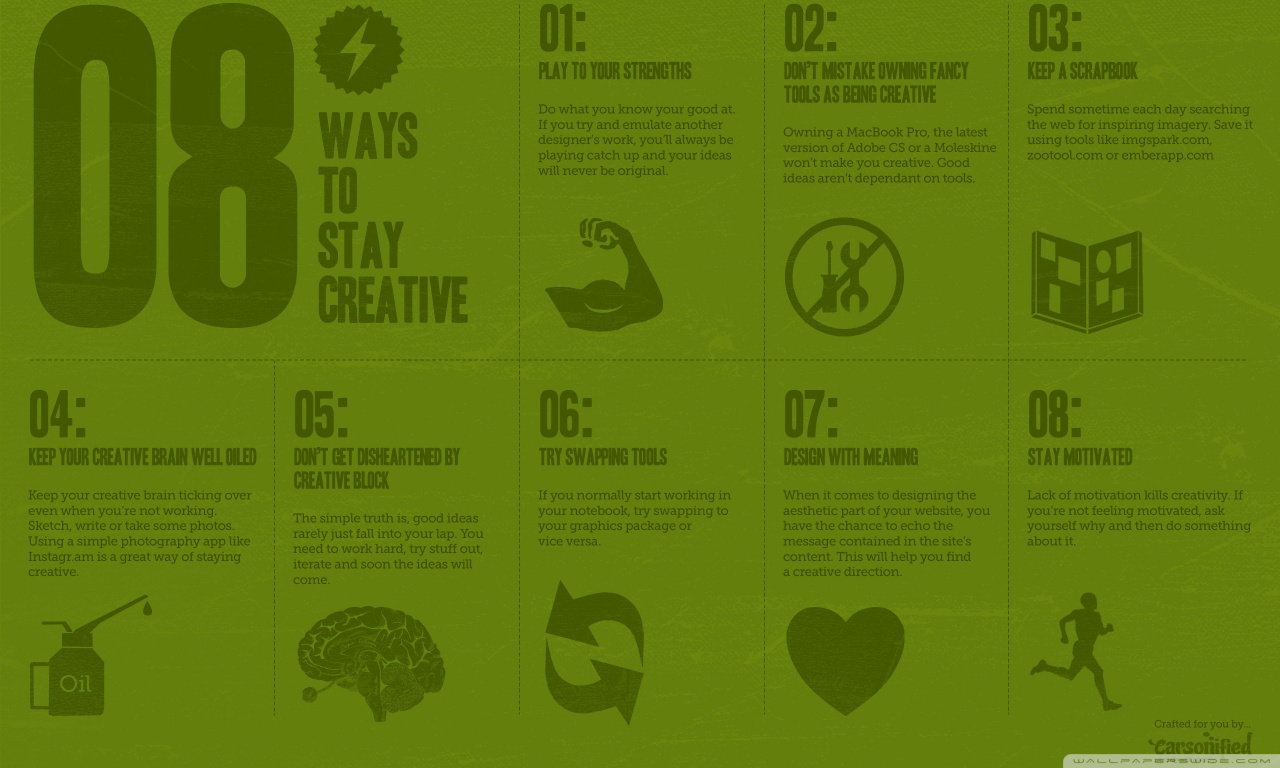 08
WAYS
TO
STAY
CREATIVE
01:
PLAY TO YOUR STRENGTHS
Do what you know your good at.
If you try and emulate another
designer's work, you'll always be
playing catch up and your ideas
will never be original.
02:
DON'T MISTAKE OWNING FANCY
TOOLS AS BEING CREATIVE
Owning a MacBook Pro, the latest
version of Adobe CS or a Moleskine
won't make you creative. Good
ideas aren't dependant on tools.
03:
KEEP A SCRAPBOOK
Spend sometime each day searching
the web for inspiring imagery. Save it
using tools like imgspark.com,
zootool.com or emberapp.com
04:
KEEP YOUR CREATIVE BRAIN WELL OILED
Keep your creative brain ticking over
even when you're not working.
Sketch, write or take some photos.
Using a simple photography app like
Instagr.am is a great way of staying
creative.
Oil
05:
DON'T GET DISHEARTENED BY
CREATIVE BLOCK
The simple truth is, good ideas
rarely just fall into your lap. You
need to work hard, try stuff out,
iterate and soon the ideas will
come.
06:
TRY SWAPPING TOOLS
If you normally start working in
your notebook, try swapping to
your graphics package or
vice versa.
07:
DESIGN WITH MEANING
When it comes to designing the
aesthetic part of your website, you
have the chance to echo the
message contained in the site's
content. This will help you find
a creative direction.
08:
STAY MOTIVATED
Lack of motivation kills creativity. If
you're not feeling motivated, ask
yourself why and then do something
about it.
Crafted for you by..
Carsonified
WALLPAPERSWIDE.COM